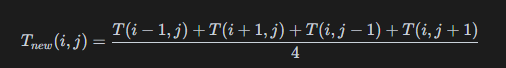 T_{new}(i, j) = \frac{T(i-1, j) + T(i+1, j) + T(i, j-1) + T(i, j+1)}{4}